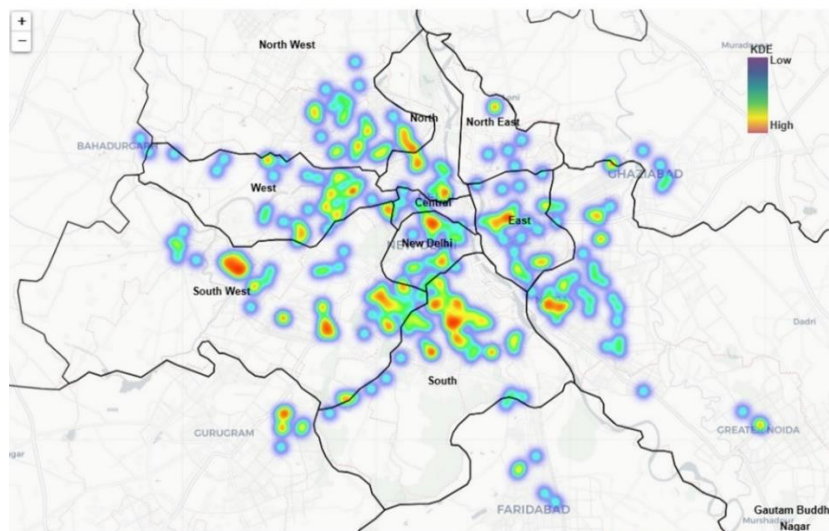 +
−
North West
KDE
Low
High
North
North East
BAHADURGARH
GHAZIABAD
West
Central
East
New Delhi
South West
Dadri
South
GURUGRAM
GREATER NOIDA
FARIDABAD
Gautam Buddh
Nagar